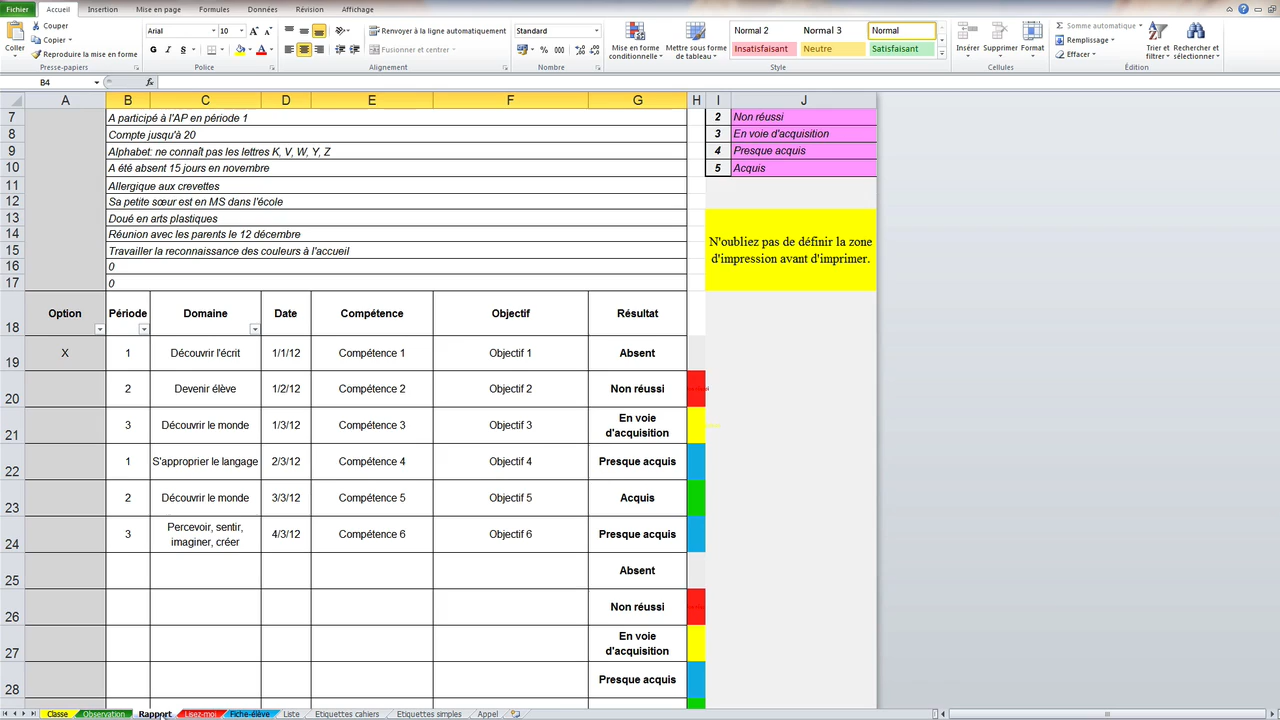 Fichier Accueil Insertion Mise en page Formules Données Révision Affichage
Coller
Couper
Copier
Reproduire la mise en forme
Presse-papiers
Arial 10
G I S
Police
Renvoyer à la ligne automatiquement
Fusionner et centrer
Alignement
Standard
% 000
Nombre
Mise en forme conditionnelle
Mettre sous forme de tableau
Normal 2 Normal 3 Normal
Insatisfaisant Neutre Satisfaisant
Style
Insérer Supprimer Format
Cellules
Somme automatique
Remplissage
Effacer
Trier et filtrer
Rechercher et sélectionner
Édition
B4 fx
A B C D E F G H I J
7 A participé à l'AP en période 1 2 Non réussi
8 Compte jusqu'à 20 3 En voie d'acquisition
9 Alphabet: ne connaît pas les lettres K, V, W, Y, Z 4 Presque acquis
10 A été absent 15 jours en novembre 5 Acquis
11 Allergique aux crevettes
12 Sa petite sœur est en MS dans l'école
13 Doué en arts plastiques
14 Réunion avec les parents le 12 décembre
15 Travailler la reconnaissance des couleurs à l'accueil
16 0
17 0
N'oubliez pas de définir la zone
d'impression avant d'imprimer.
18 Option Période Domaine Date Compétence Objectif Résultat
19 X 1 Découvrir l'écrit 1/1/12 Compétence 1 Objectif 1 Absent
20 2 Devenir élève 1/2/12 Compétence 2 Objectif 2 Non réussi
21 3 Découvrir le monde 1/3/12 Compétence 3 Objectif 3 En voie d'acquisition
22 1 S'approprier le langage 2/3/12 Compétence 4 Objectif 4 Presque acquis
23 2 Découvrir le monde 3/3/12 Compétence 5 Objectif 5 Acquis
24 3 Percevoir, sentir, imaginer, créer 4/3/12 Compétence 6 Objectif 6 Presque acquis
25 Absent
26 Non réussi
27 En voie d'acquisition
28 Presque acquis
Classe Observation Rapport Lisez-moi Fiche-élève Liste Etiquettes cahiers Etiquettes simples Appel